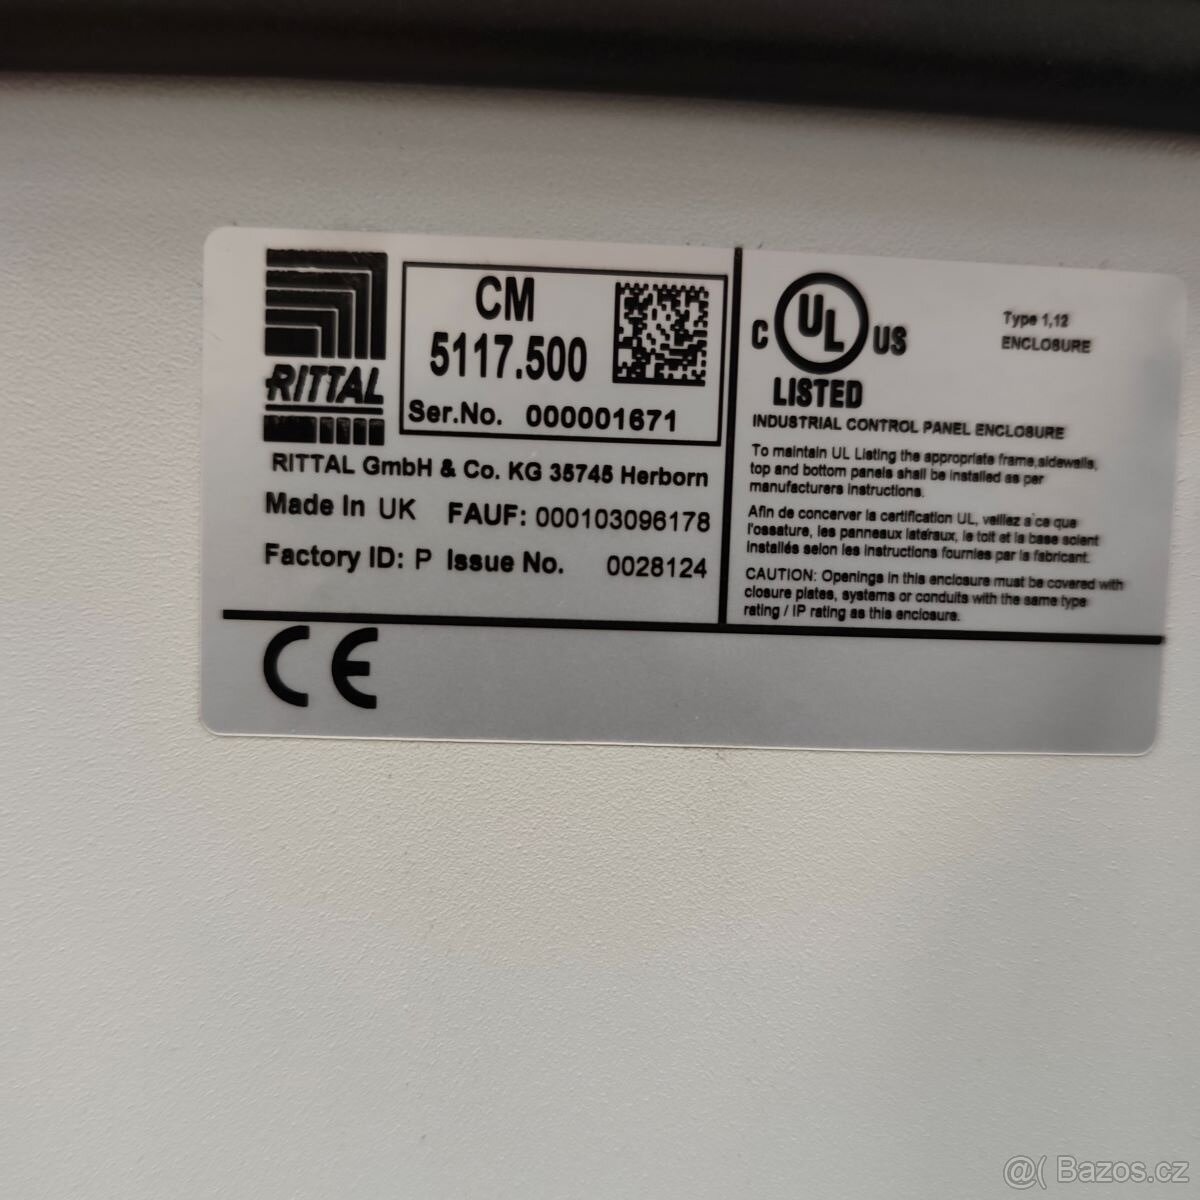 RITTAL
CM
5117.500
Ser.No. 000001671
RITTAL GmbH & Co. KG 35745 Herborn
Made In UK FAUF: 000103096178
Factory ID: P Issue No. 0028124
CE
C UL US
LISTED
Type 1,12
ENCLOSURE
INDUSTRIAL CONTROL PANEL ENCLOSURE
To maintain UL Listing the appropriate frame,sidewalls,
top and bottom panels shall be installed as per
manufacturers instructions.
Afin de concerver la certification UL, veillez a ce que
l'ossature, les panneaux lateraux, le toit et la base soient
installés selon les instructions fournies par la fabricant.
CAUTION: Openings in this enclosure must be covered with
closure plates, systems or conduits with the same type
rating / IP rating as this enclosure.
@( Bazos.cz